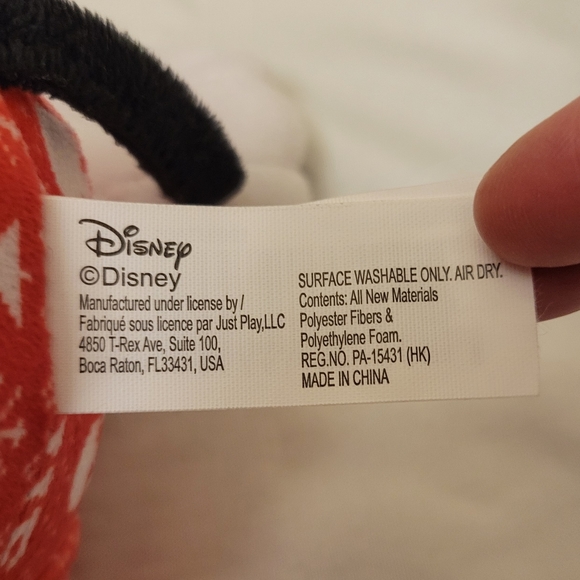 Disney
©Disney
Manufactured under license by /
Fabriqué sous licence par Just Play,LLC
4850 T-Rex Ave, Suite 100,
Boca Raton, FL33431, USA
SURFACE WASHABLE ONLY. AIR DRY.
Contents: All New Materials
Polyester Fibers &
Polyethylene Foam.
REG.NO. PA-15431 (HK)
MADE IN CHINA